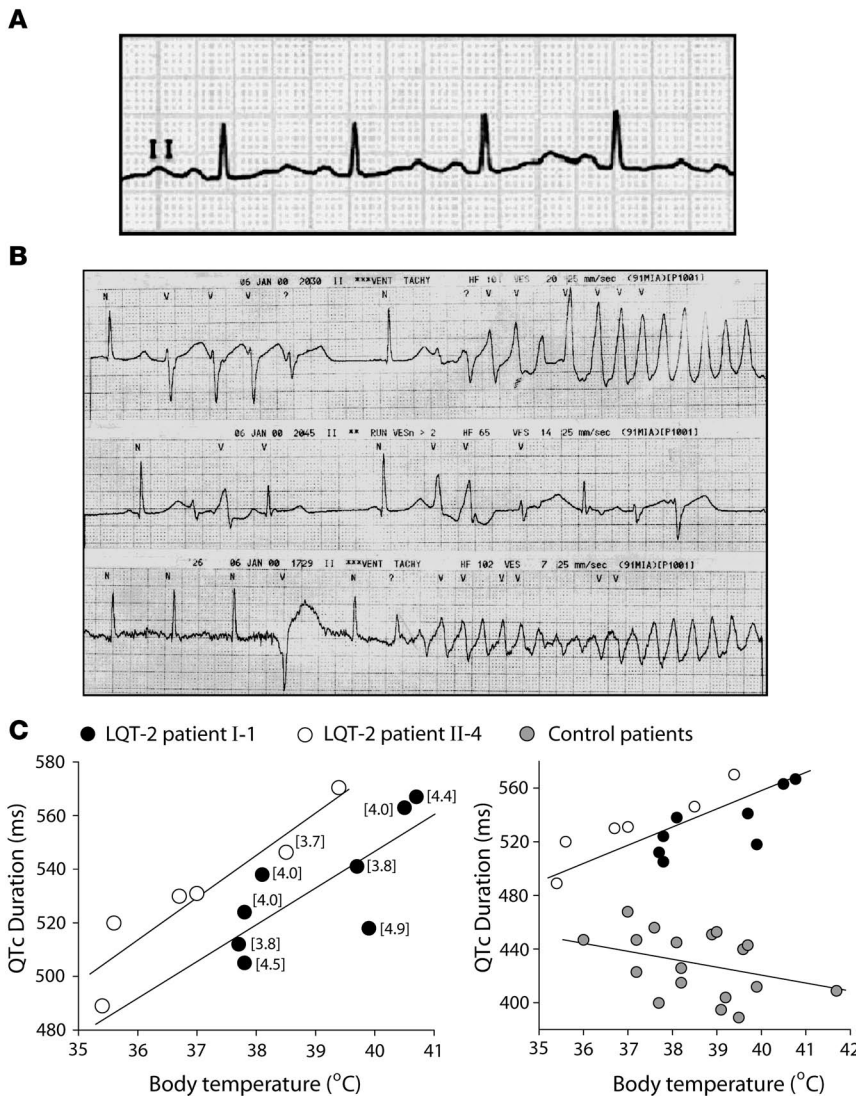 A
II
B
06 JAN 00 2030 II ***VENT TACHY HF 101 VES 20 25 mm/sec (91MIA)[P1001]
N V V V ? N ? V V V V V V
06 JAN 00 2045 II ** RUN VESn > 2 HF 65 VES 14 25 mm/sec (91MIA)[P1001]
N V V N V V V
26 06 JAN 00 1729 II ***VENT TACHY HF 102 VES 7 25 mm/sec (91MIA)[P1001]
N N N V N ? V V V V V V
C
LQT-2 patient I-1 LQT-2 patient II-4 Control patients
580
560
540
520
500
480
QTc Duration (ms)
[4.4]
[4.0]
[3.7]
[3.8]
[4.0]
[4.0]
[4.9]
[3.8]
[4.5]
35 36 37 38 39 40 41
Body temperature (°C)
560
520
480
440
400
QTc Duration (ms)
35 36 37 38 39 40 41 42
Body temperature (°C)